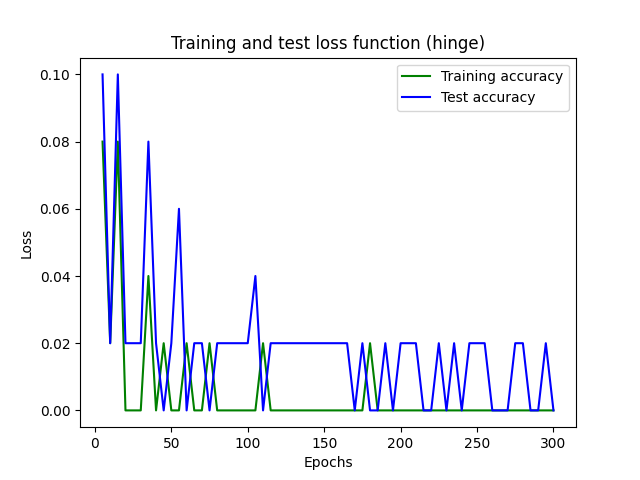 Training and test loss function (hinge)
Training accuracy
Test accuracy
Loss
0.10
0.08
0.06
0.04
0.02
0.00
0 50 100 150 200 250 300
Epochs